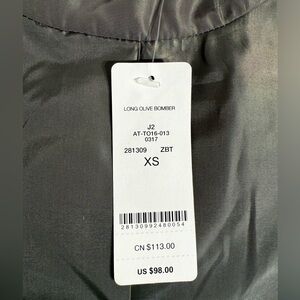 LONG OLIVE BOMBER
J2
AT-TO16-013
0317
281309 ZBT
XS
28130992480054
CN $113.00
US $98.00